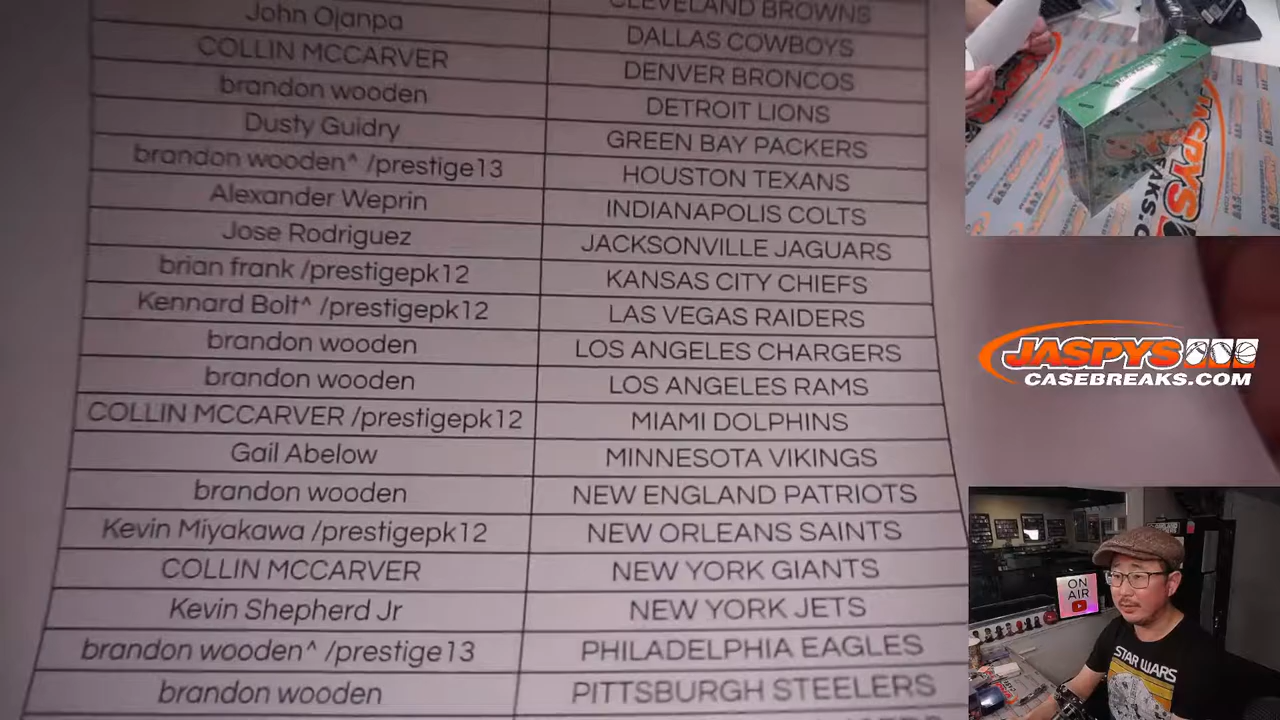 John Ojanpa CLEVELAND BROWNS
COLLIN MCCARVER DALLAS COWBOYS
brandon wooden DENVER BRONCOS
Dusty Guidry DETROIT LIONS
brandon wooden^ /prestige13 GREEN BAY PACKERS
Alexander Weprin HOUSTON TEXANS
Jose Rodriguez INDIANAPOLIS COLTS
brian frank /prestigepk12 JACKSONVILLE JAGUARS
Kennard Bolt^ /prestigepk12 KANSAS CITY CHIEFS
brandon wooden LAS VEGAS RAIDERS
brandon wooden LOS ANGELES CHARGERS
COLLIN MCCARVER /prestigepk12 LOS ANGELES RAMS
Gail Abelow MIAMI DOLPHINS
brandon wooden MINNESOTA VIKINGS
Kevin Miyakawa /prestigepk12 NEW ENGLAND PATRIOTS
COLLIN MCCARVER NEW ORLEANS SAINTS
Kevin Shepherd Jr NEW YORK GIANTS
brandon wooden^ /prestige13 NEW YORK JETS
brandon wooden PHILADELPHIA EAGLES
PITTSBURGH STEELERS
JASPYS
CASEBREAKS.COM
ON
AIR
STAR WARS
JASPYS